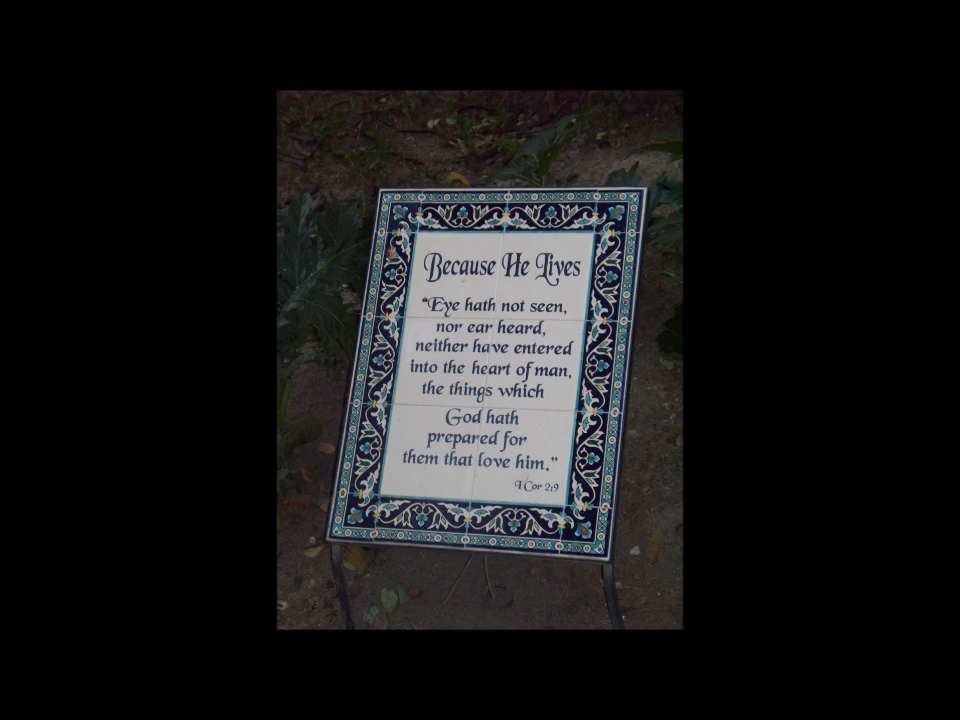 Because He Lives
"Eye hath not seen,
nor ear heard,
neither have entered
into the heart of man,
the things which
God hath
prepared for
them that love him."
I Cor 2:9